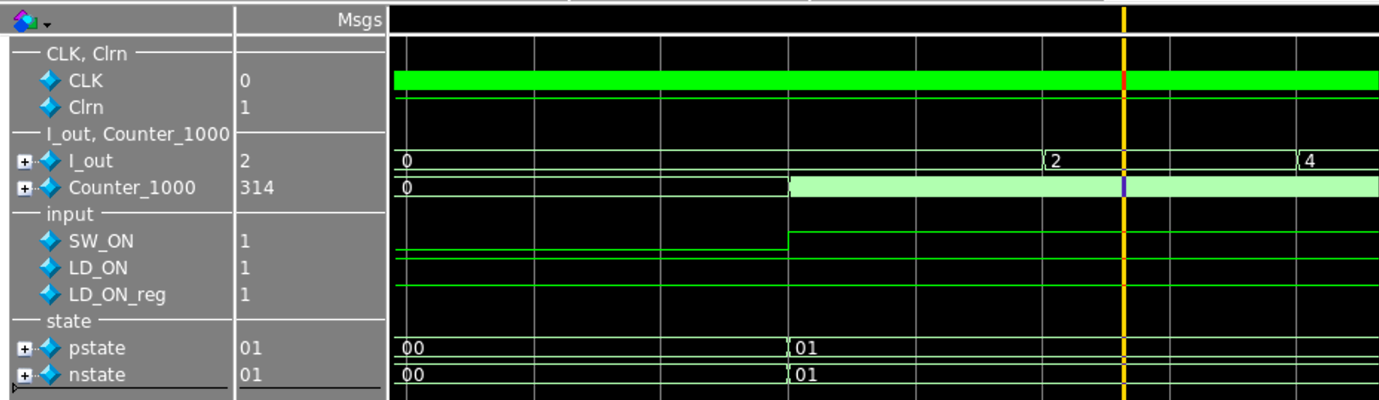 Msgs
CLK, Clrn
CLK 0
Clrn 1
I_out, Counter_1000
I_out 2 0 2 4
Counter_1000 314 0
input
SW_ON 1
LD_ON 1
LD_ON_reg 1
state
pstate 01 00 01
nstate 01 00 01